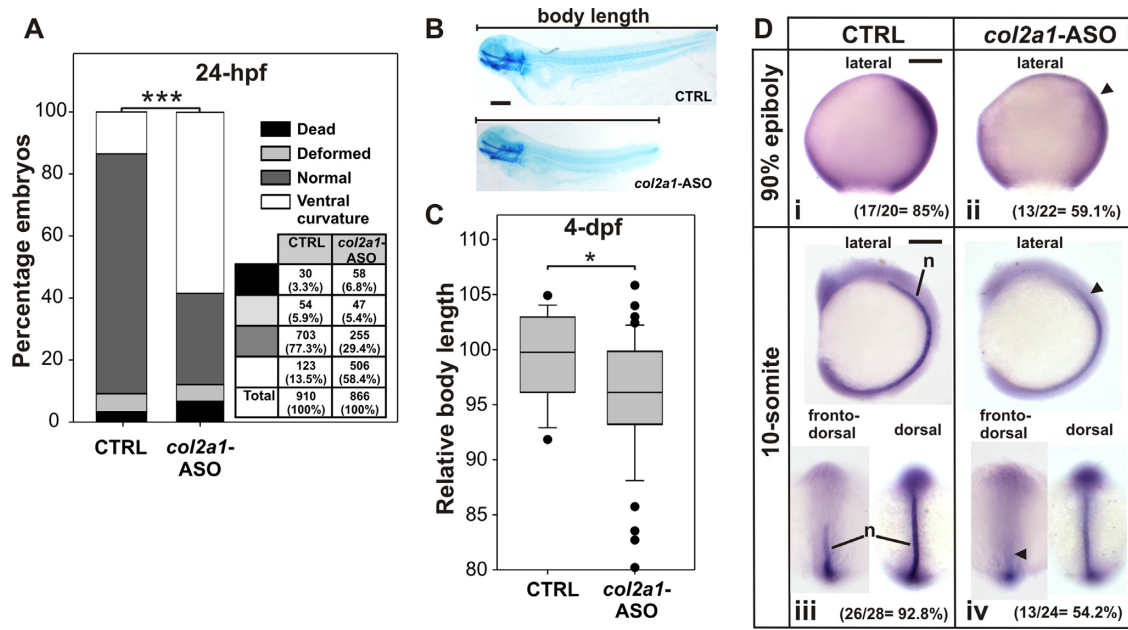 A
24-hpf
***
Percentage embryos
100
80
60
40
20
0
CTRL
col2a1-
ASO
Dead
Deformed
Normal
Ventral
curvature
CTRL
col2a1-
ASO
30
(3.3%)
58
(6.8%)
54
(5.9%)
47
(5.4%)
703
(77.3%)
255
(29.4%)
123
(13.5%)
506
(58.4%)
Total
910
(100%)
866
(100%)
B
body length
CTRL
col2a1-ASO
C
4-dpf
*
Relative body length
110
105
100
95
90
85
80
CTRL
col2a1-
ASO
D
CTRL
col2a1-ASO
90% epiboly
lateral
i
(17/20= 85%)
lateral
ii
(13/22= 59.1%)
10-somite
lateral
n
fronto-
dorsal
dorsal
n
iii
(26/28= 92.8%)
lateral
fronto-
dorsal
dorsal
iv
(13/24= 54.2%)